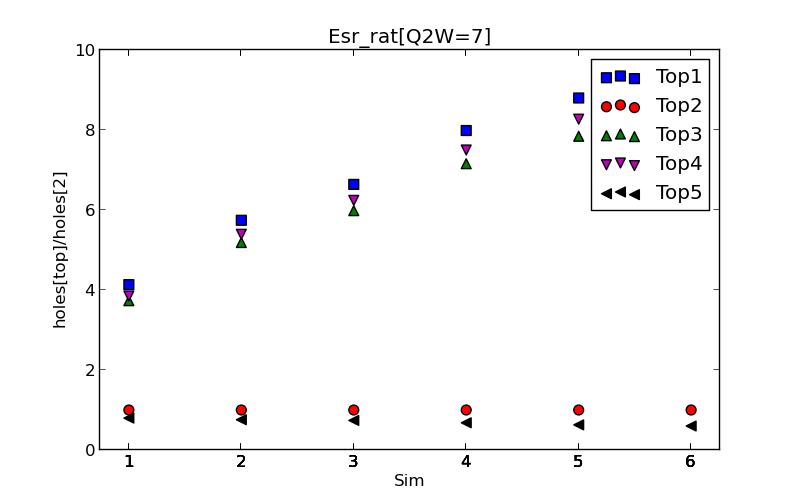 Esr_rat[Q2W=7]
10
8
6
4
2
0
holes[top]/holes[2]
Top1
Top2
Top3
Top4
Top5
1 2 3 4 5 6
Sim